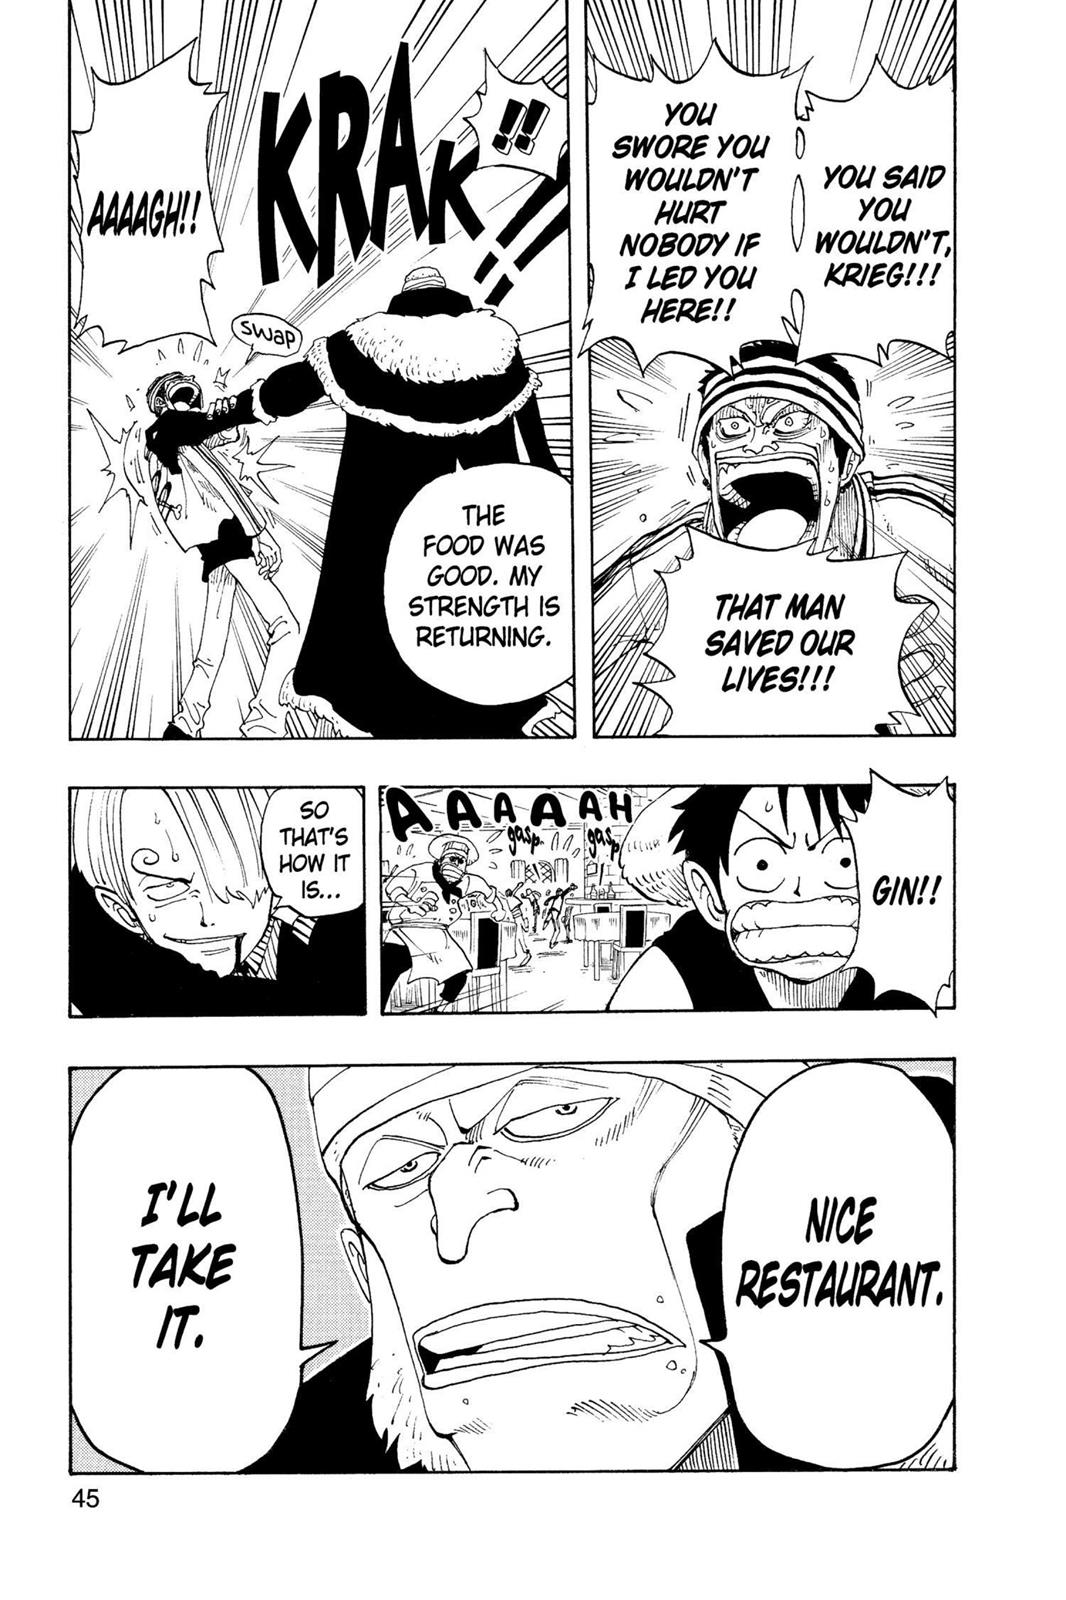 YOU SAID
YOU
WOULDN'T,
KRIEG!!!
YOU
SWORE YOU
WOULDN'T
HURT
NOBODY IF
I LED YOU
HERE!!
THAT MAN
SAVED OUR
LIVES!!!
!!
KRAK!!
AAAAGH!!
SWAP
THE
FOOD WAS
GOOD. MY
STRENGTH IS
RETURNING.
GIN!!
AAAAAH
gasp
gasp
SO
THAT'S
HOW IT
IS...
NICE
RESTAURANT.
I'LL
TAKE
IT.
45